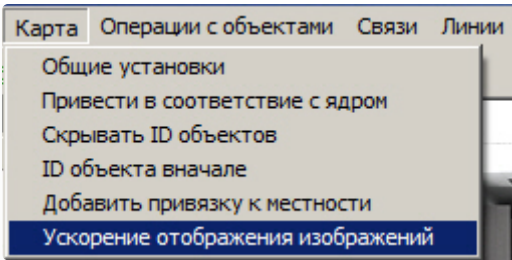 Карта Операции с объектами Связи Линии
Общие установки
Привести в соответствие с ядром
Скрывать ID объектов
ID объекта вначале
Добавить привязку к местности
Ускорение отображения изображений